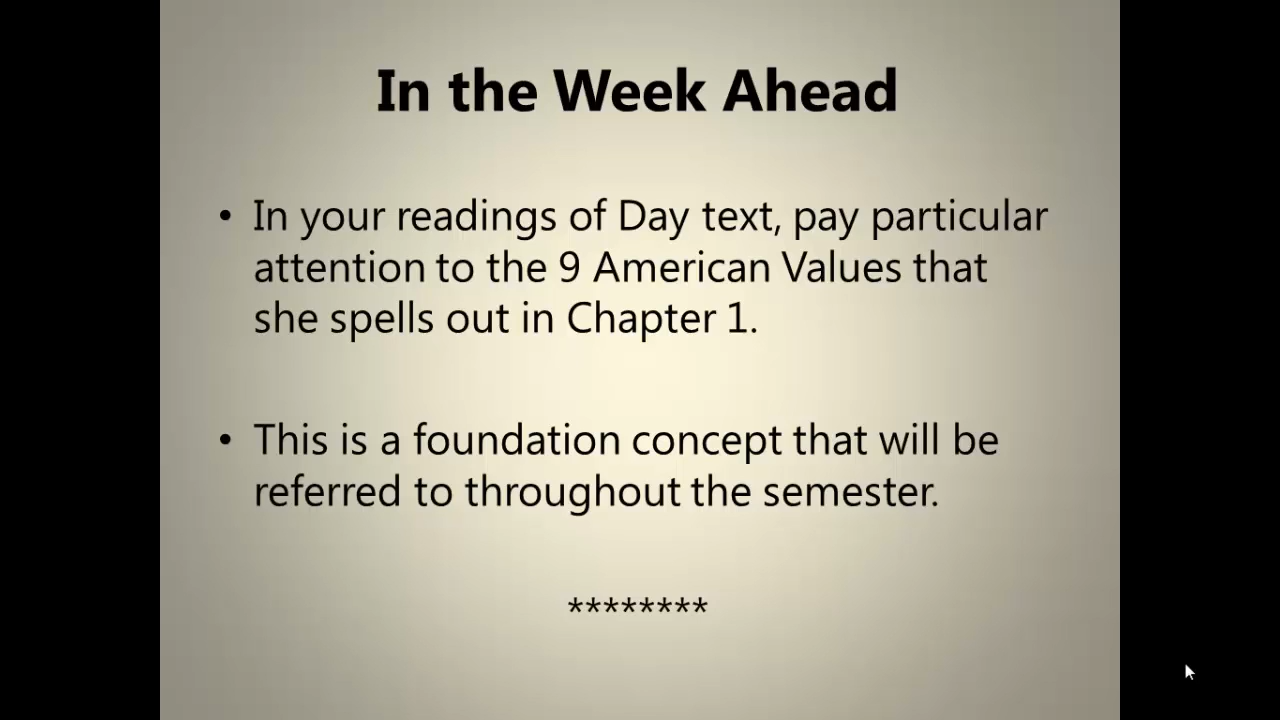 In the Week Ahead
• In your readings of Day text, pay particular
attention to the 9 American Values that
she spells out in Chapter 1.
• This is a foundation concept that will be
referred to throughout the semester.
********